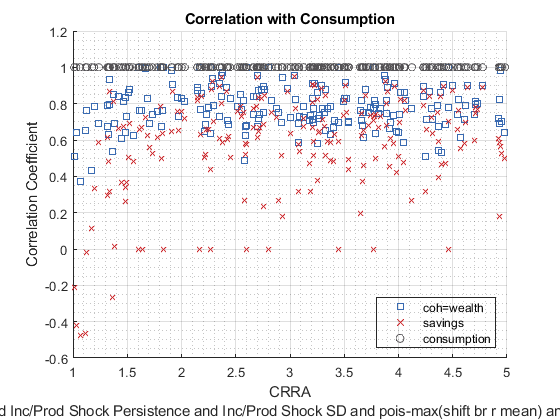 Correlation with Consumption
1.2
1
0.8
0.6
0.4
0.2
0
-0.2
-0.4
-0.6
Correlation Coefficient
coh=wealth
savings
consumption
1 1.5 2 2.5 3 3.5 4 4.5 5
CRRA
d Inc/Prod Shock Persistence and Inc/Prod Shock SD and pois-max(shift br r mean) ar